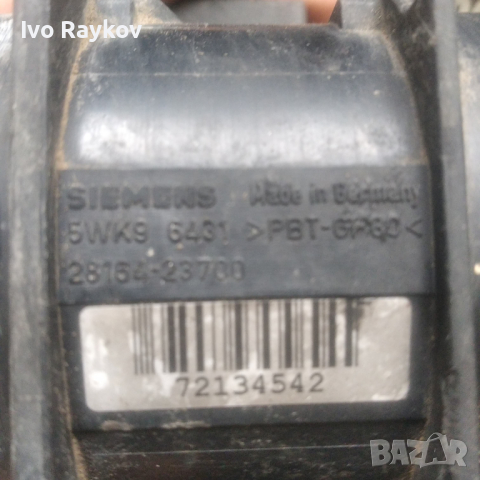 Ivo Raykov
SIEMENS Made in Germany
5WK9 6431 >PBT-GF30<
28164-23700
72134542
BAZAR